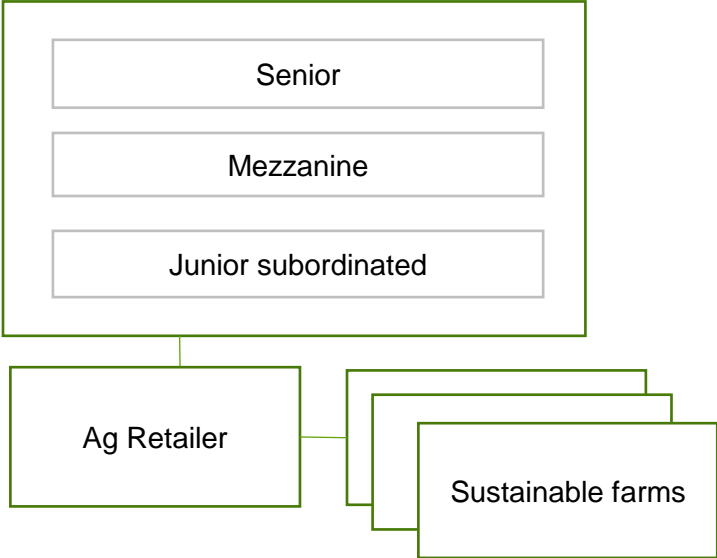 Senior
Mezzanine
Junior subordinated
Ag Retailer
Sustainable farms